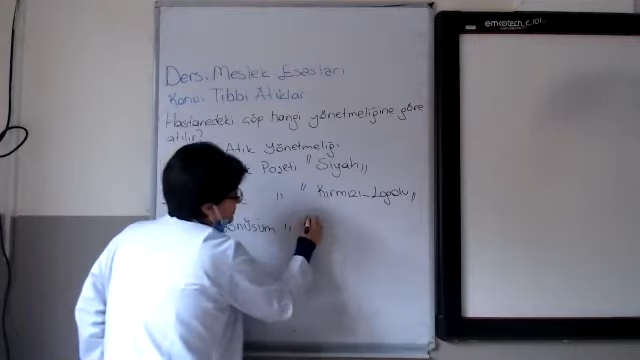 Dersi Meslek Esasları
Konu: Tıbbi Atıklar
Hastanedeki çöp hangi yönetmeliğine göre
atılır?
Atık Yönetmeliği
Poşeti "Siyah"
" "Kırmızı-Logolu"
Dönüşüm " "
emkotech